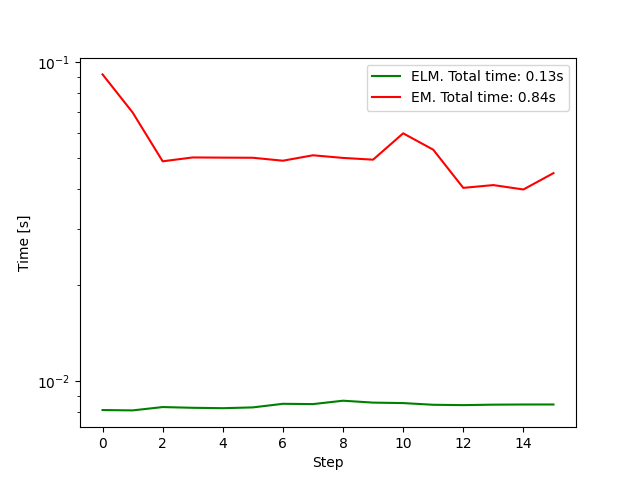 10⁻¹
ELM. Total time: 0.13s
EM. Total time: 0.84s
Time [s]
10⁻²
0 2 4 6 8 10 12 14
Step